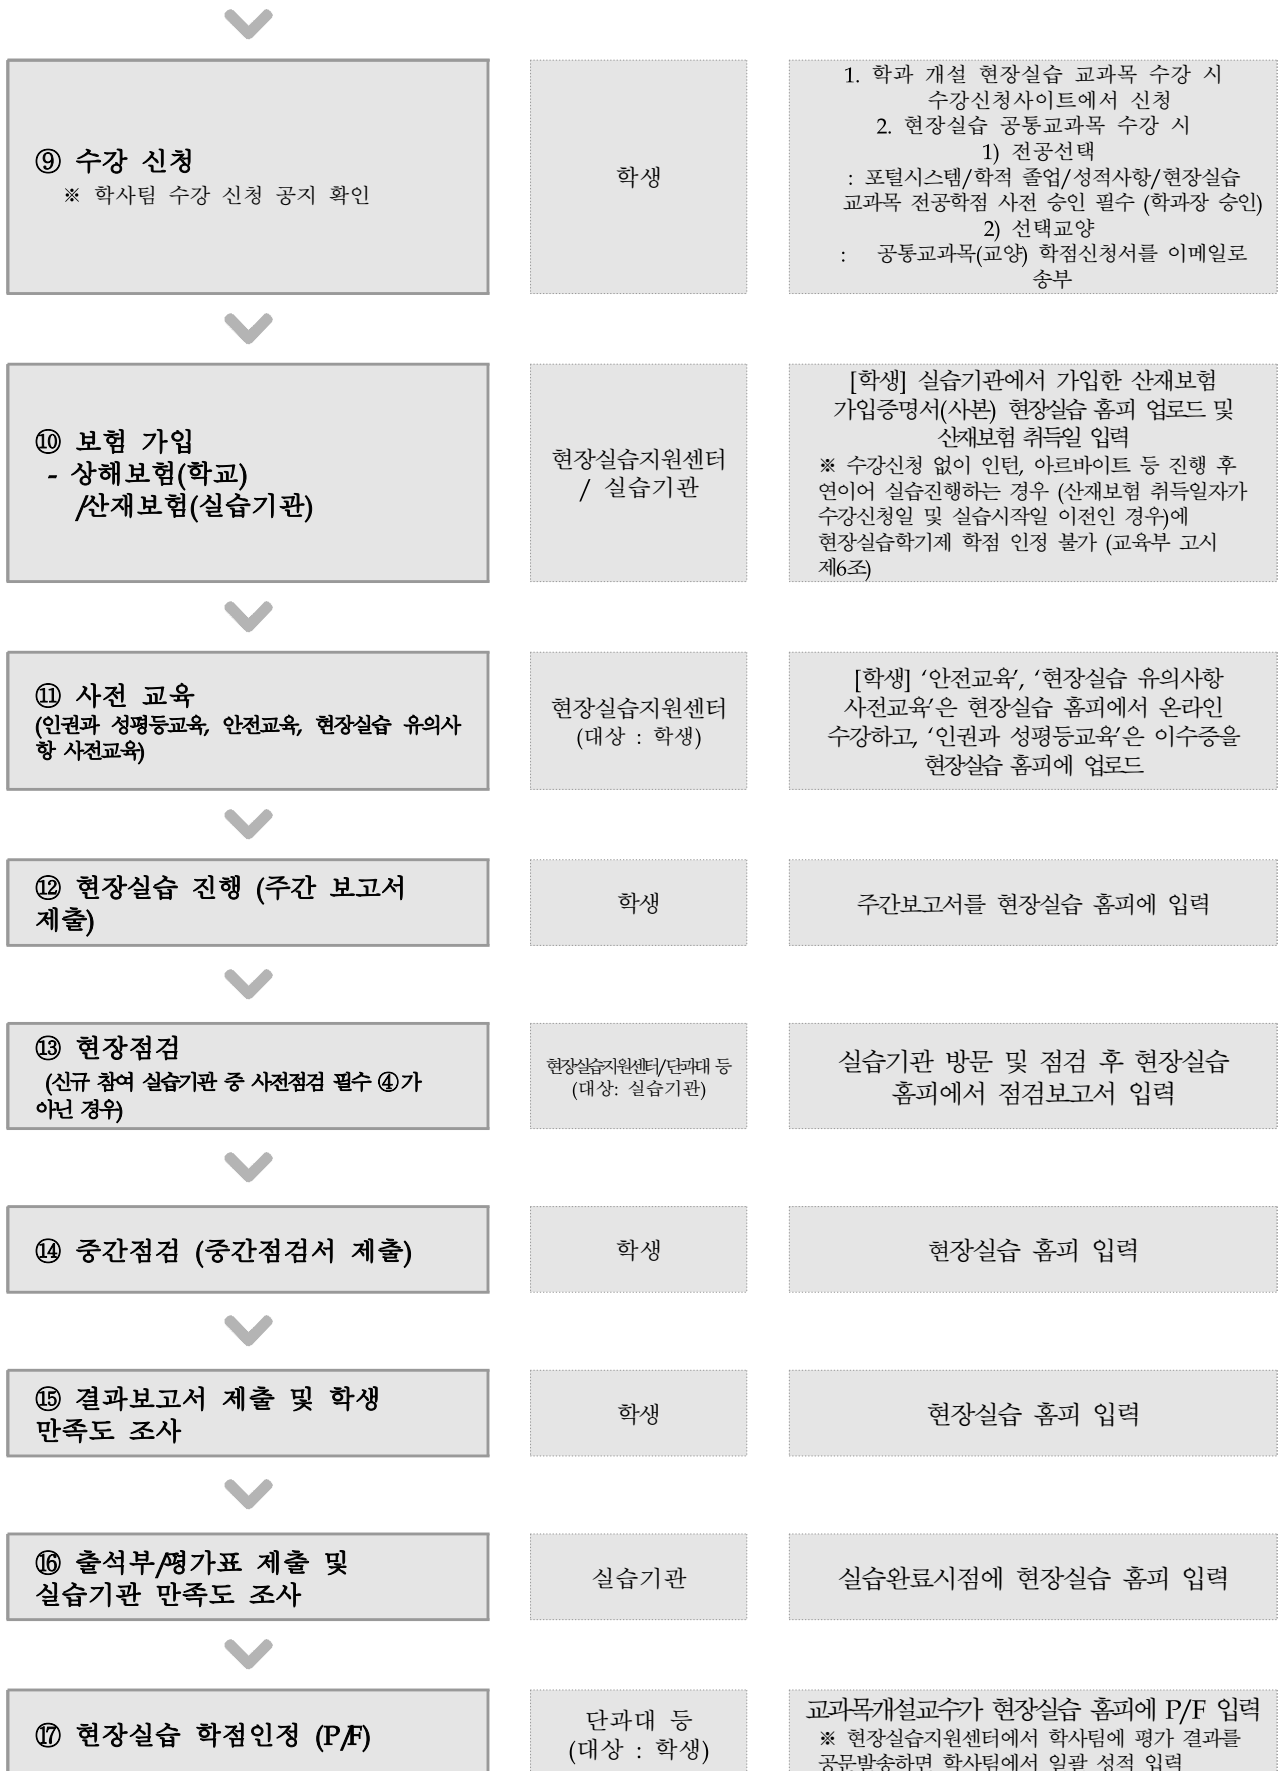 ⑨ 수강 신청
※ 학사팀 수강 신청 공지 확인
학생
1. 학과 개설 현장실습 교과목 수강 시
수강신청사이트에서 신청
2. 현장실습 공통교과목 수강 시
1) 전공선택
: 포털시스템/학적 졸업/성적사항/현장실습
교과목 전공학점 사전 승인 필수 (학과장 승인)
2) 선택교양
: 공통교과목(교양) 학점신청서를 이메일로
송부
⑩ 보험 가입
- 상해보험(학교)
/산재보험(실습기관)
현장실습지원센터
/ 실습기관
[학생] 실습기관에서 가입한 산재보험
가입증명서(사본) 현장실습 홈피 업로드 및
산재보험 취득일 입력
※ 수강신청 없이 인턴, 아르바이트 등 진행 후
연이어 실습진행하는 경우 (산재보험 취득일자가
수강신청일 및 실습시작일 이전인 경우)에
현장실습학기제 학점 인정 불가 (교육부 고시
제6조)
⑪ 사전 교육
(인권과 성평등교육, 안전교육, 현장실습 유의사
항 사전교육)
현장실습지원센터
(대상 : 학생)
[학생] ‘안전교육’, ‘현장실습 유의사항
사전교육’은 현장실습 홈피에서 온라인
수강하고, ‘인권과 성평등교육’은 이수증을
현장실습 홈피에 업로드
⑫ 현장실습 진행 (주간 보고서
제출)
학생
주간보고서를 현장실습 홈피에 입력
⑬ 현장점검
(신규 참여 실습기관 중 사전점검 필수 ④가
아닌 경우)
현장실습지원센터/단과대 등
(대상: 실습기관)
실습기관 방문 및 점검 후 현장실습
홈피에서 점검보고서 입력
⑭ 중간점검 (중간점검서 제출)
학생
현장실습 홈피 입력
⑮ 결과보고서 제출 및 학생
만족도 조사
학생
현장실습 홈피 입력
⑯ 출석부/평가표 제출 및
실습기관 만족도 조사
실습기관
실습완료시점에 현장실습 홈피 입력
⑰ 현장실습 학점인정 (P/F)
단과대 등
(대상 : 학생)
교과목개설교수가 현장실습 홈피에 P/F 입력
※ 현장실습지원센터에서 학사팀에 평가 결과를
공문발송하면 학사팀에서 일괄 성적 입력